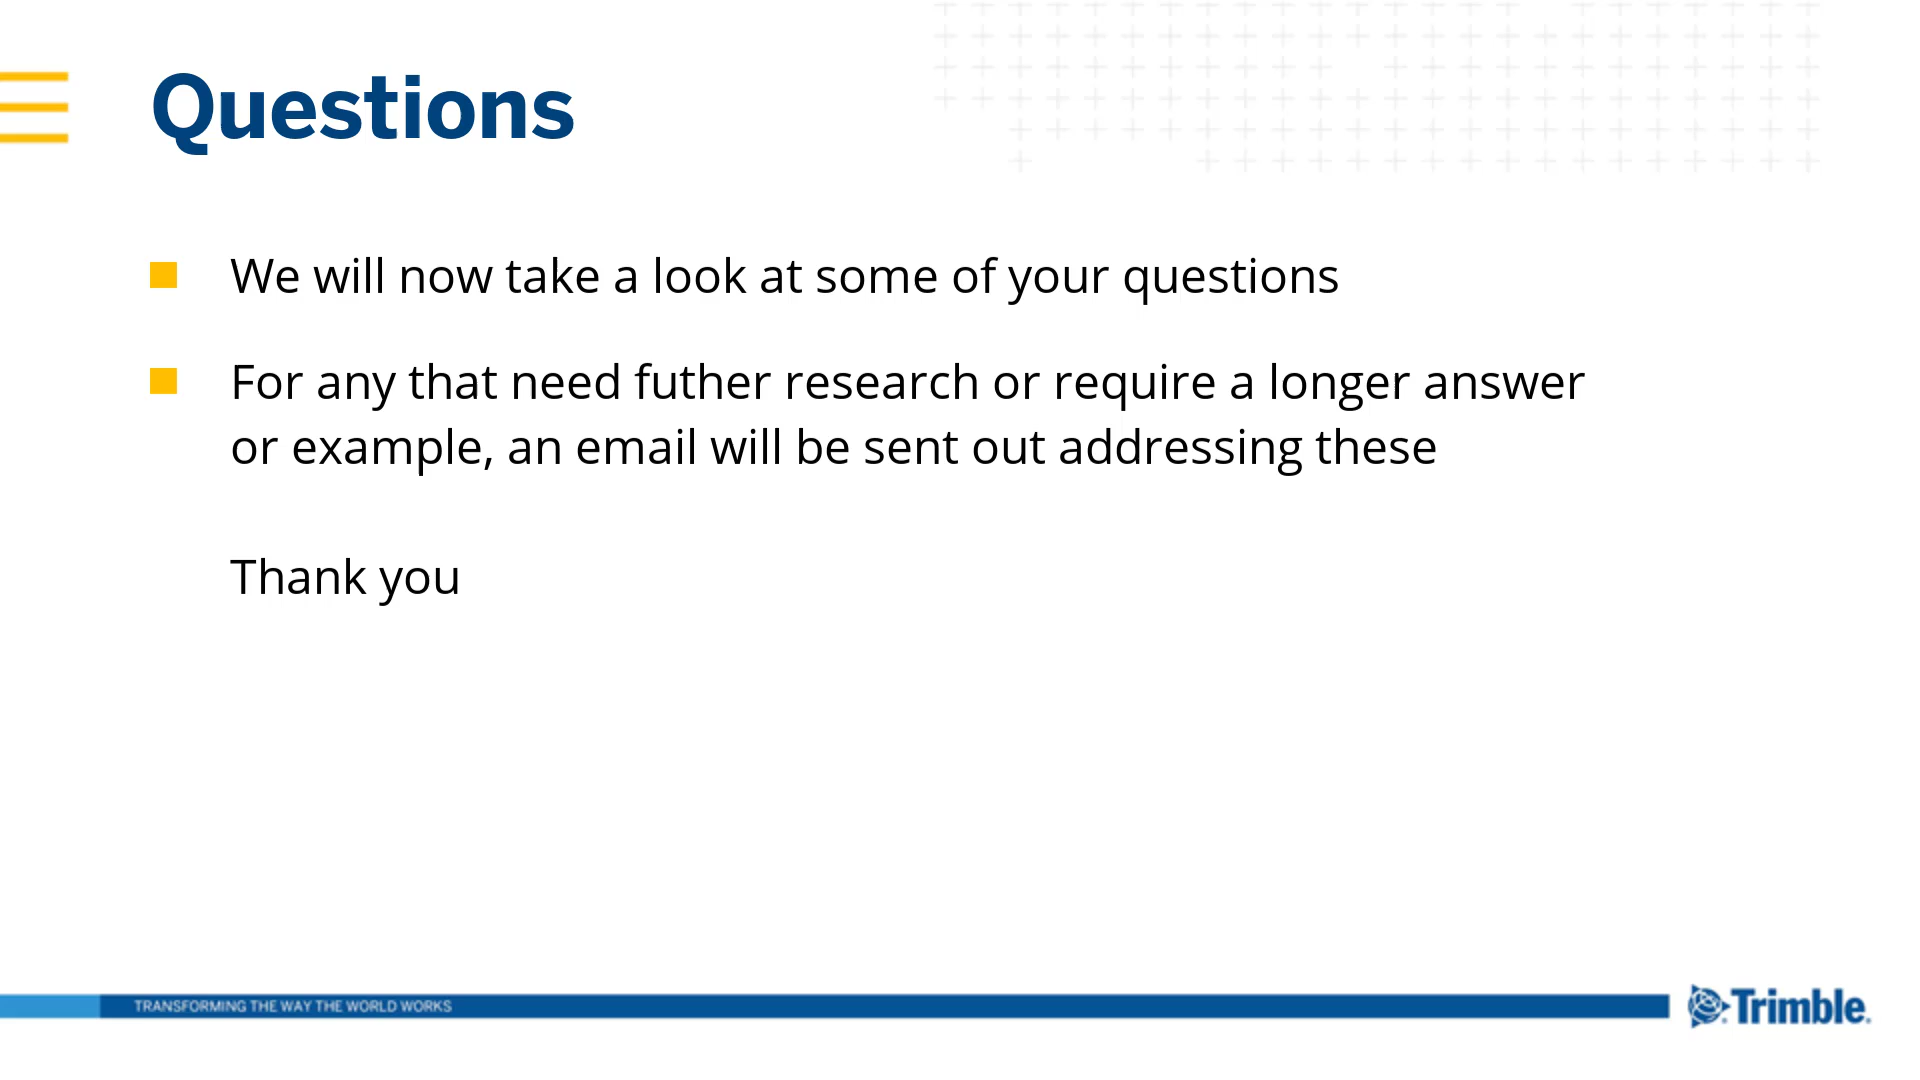 Questions
We will now take a look at some of your questions
For any that need futher research or require a longer answer
or example, an email will be sent out addressing these
Thank you
TRANSFORMING THE WAY THE WORLD WORKS
Trimble.